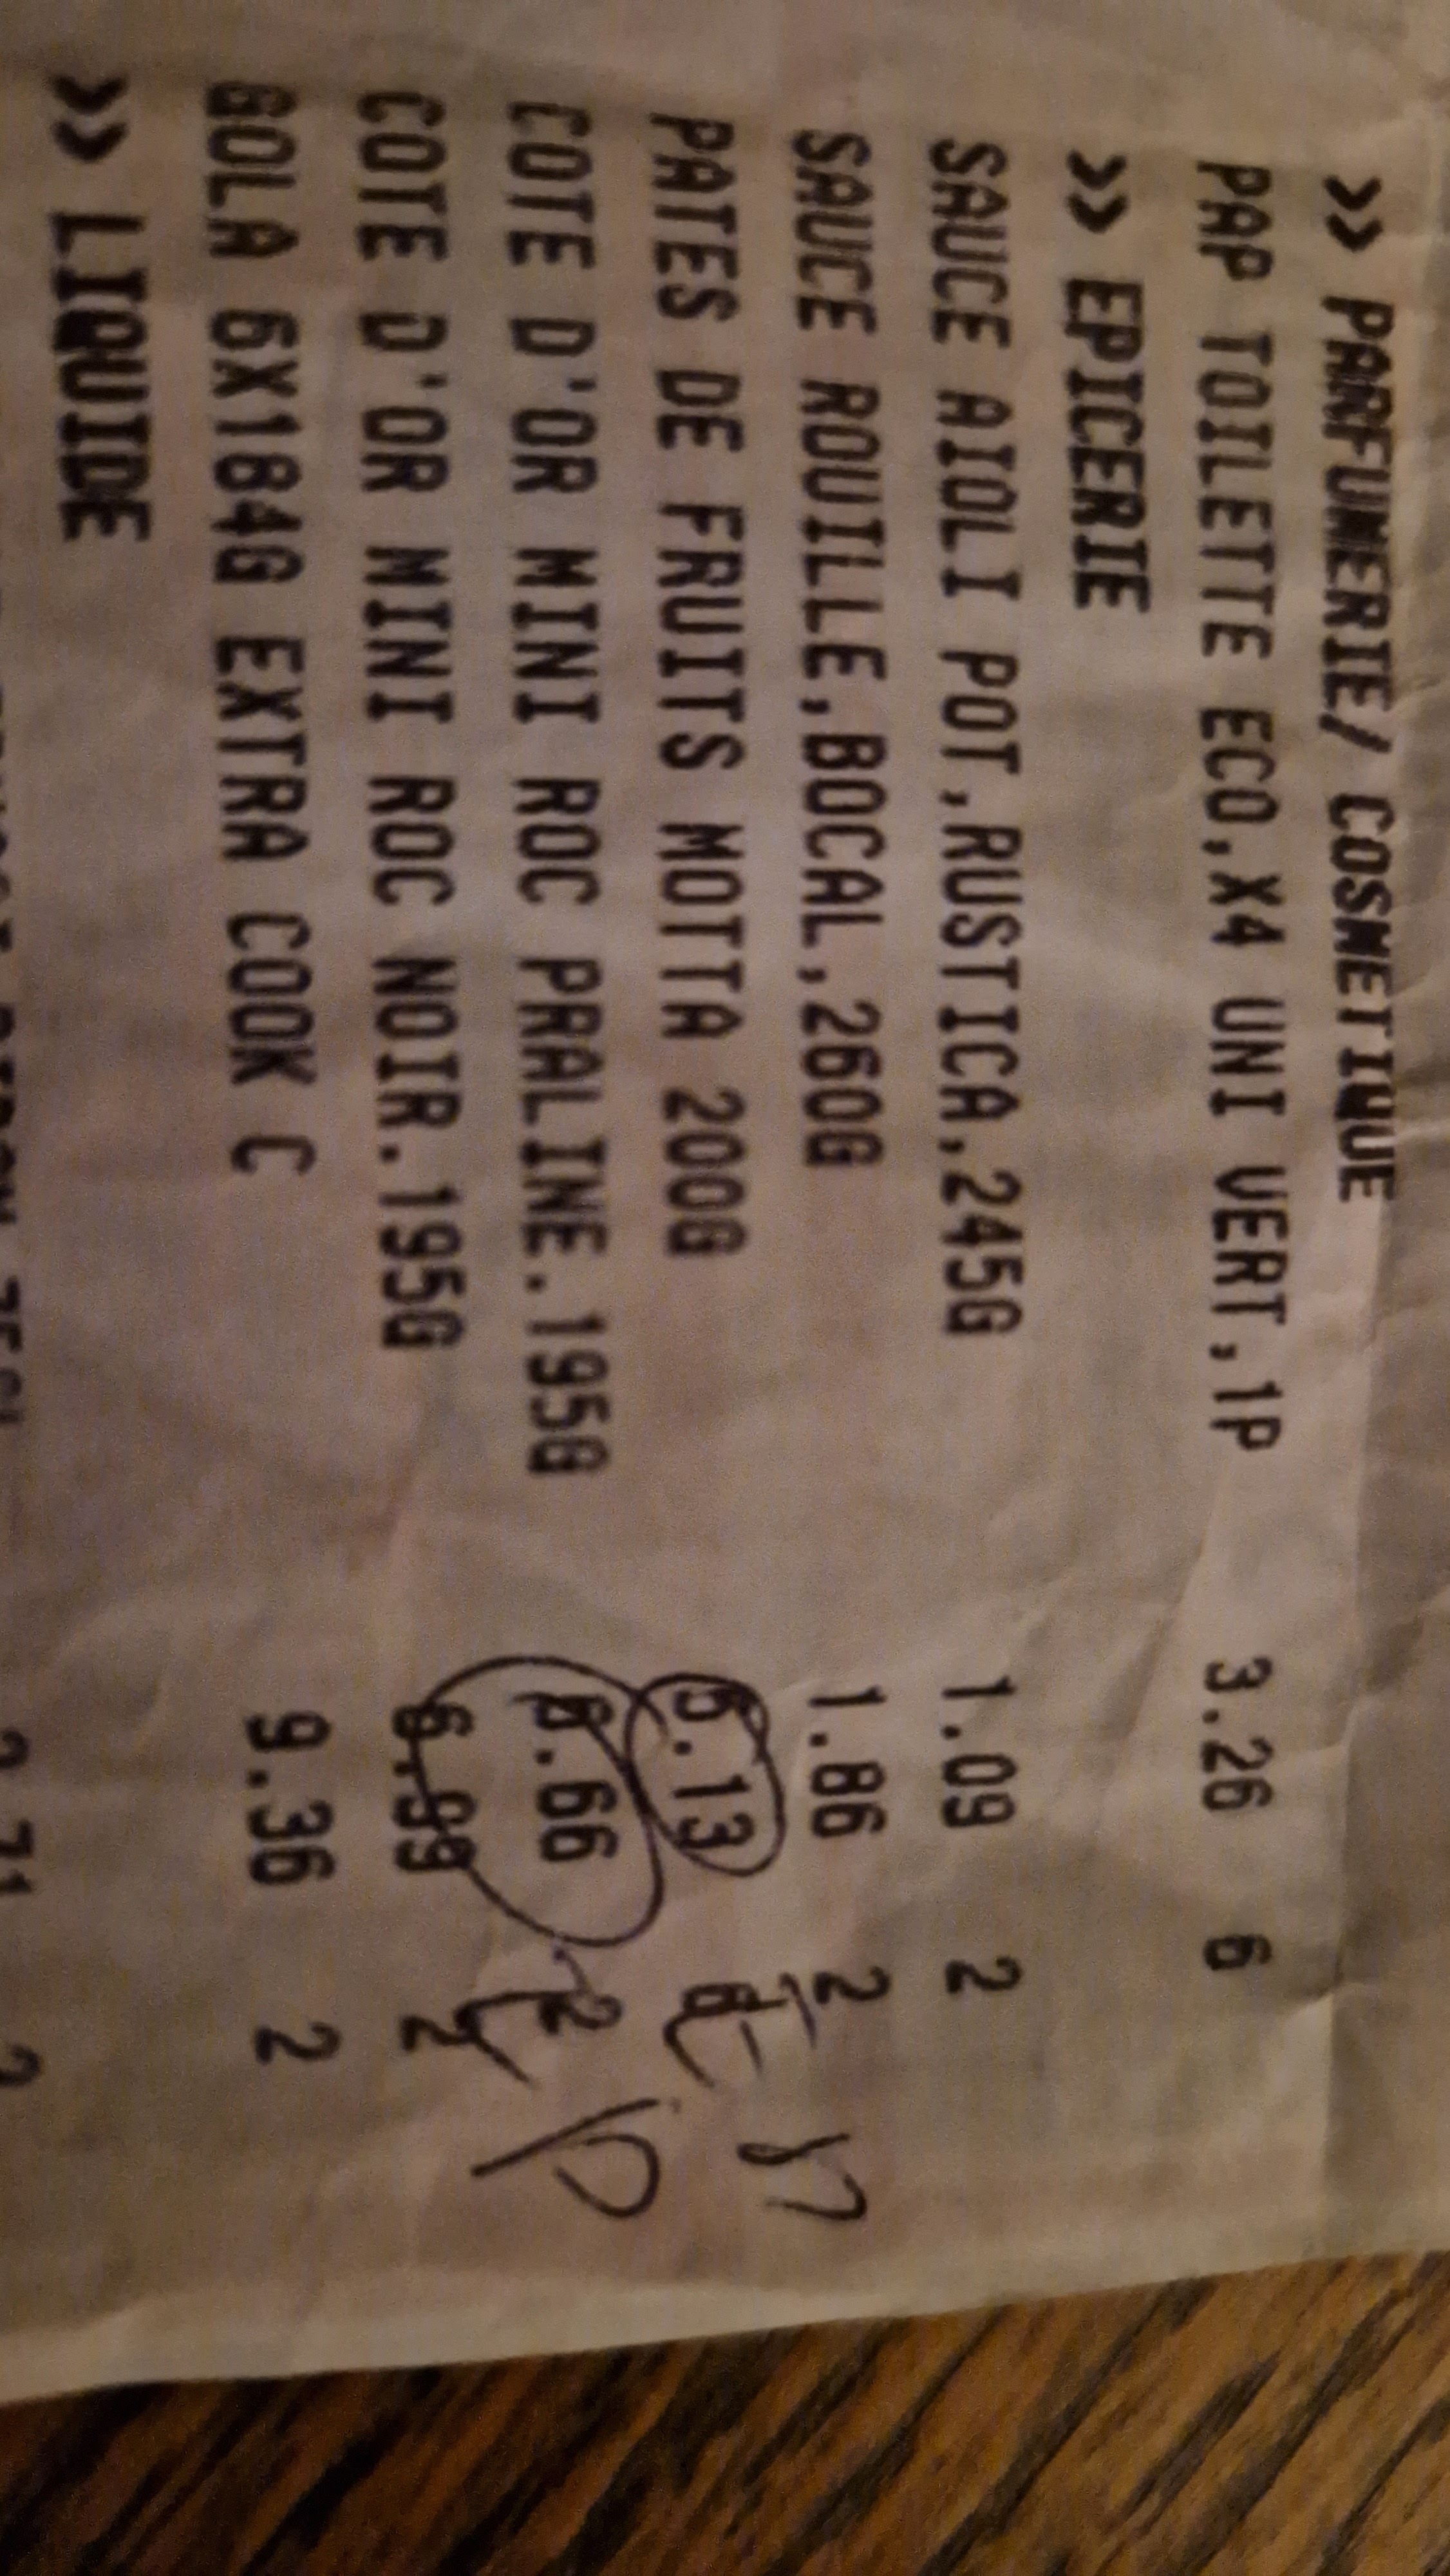 >> PARFUMERIE/ COSMETIQUE
PAP TOILETTE ECO,X4 UNI VERT,1P 3.26 6
>> EPICERIE
SAUCE AIOLI POT,RUSTICA,245G 1.09 2
SAUCE ROUILLE,BOCAL,260G 1.86 2
PATES DE FRUITS MOTTA 200G 5.13
COTE D'OR MINI ROC PRALINE.195G 6.66 2
COTE D'OR MINI ROC NOIR.195G 6.99 2
GOLA 6X184G EXTRA COOK C 9.36 2
>> LIQUIDE